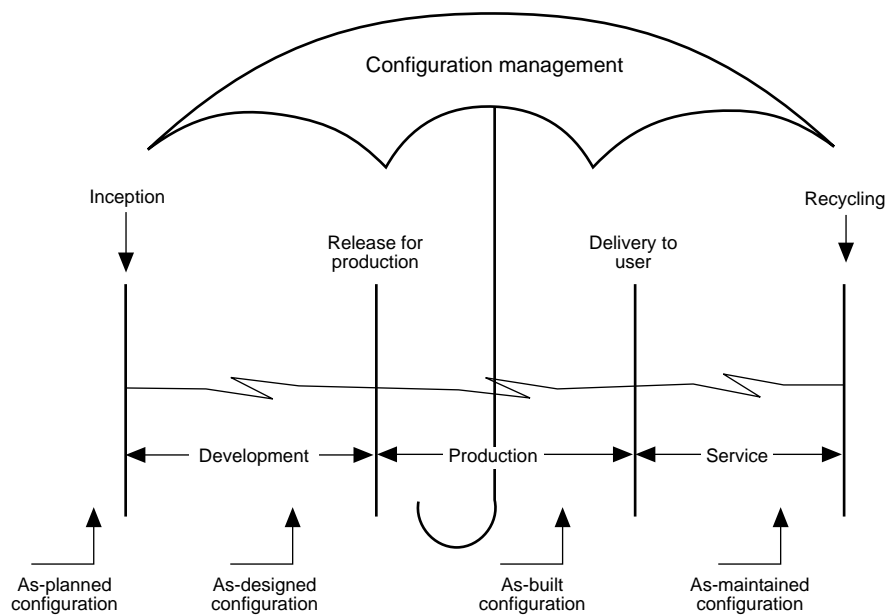 Configuration management
Inception
Recycling
Release for
production
Delivery to
user
Development
Production
Service
As-planned
configuration
As-designed
configuration
As-built
configuration
As-maintained
configuration